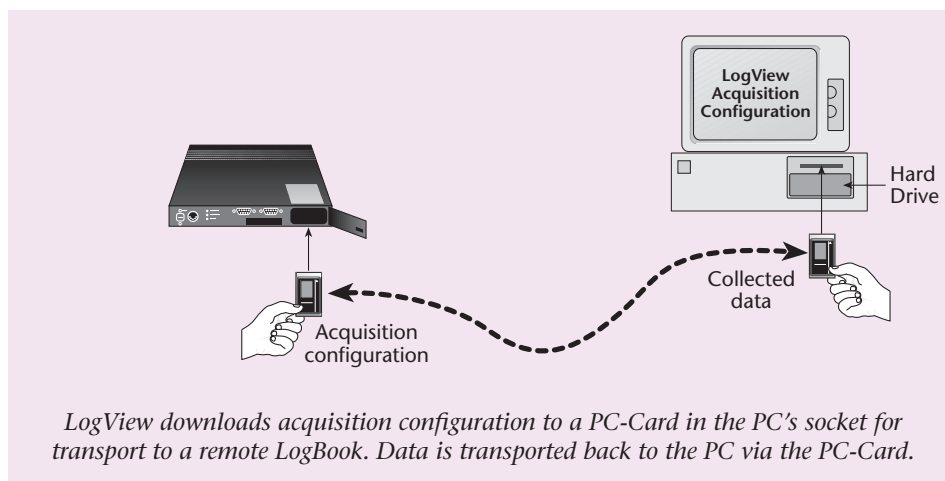 LogView
Acquisition
Configuration
Hard
Drive
Collected
data
Acquisition
configuration
LogView downloads acquisition configuration to a PC-Card in the PC's socket for
transport to a remote LogBook. Data is transported back to the PC via the PC-Card.